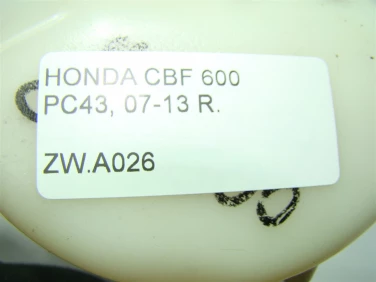 HONDA CBF 600
PC43, 07-13 R.
ZW.A026